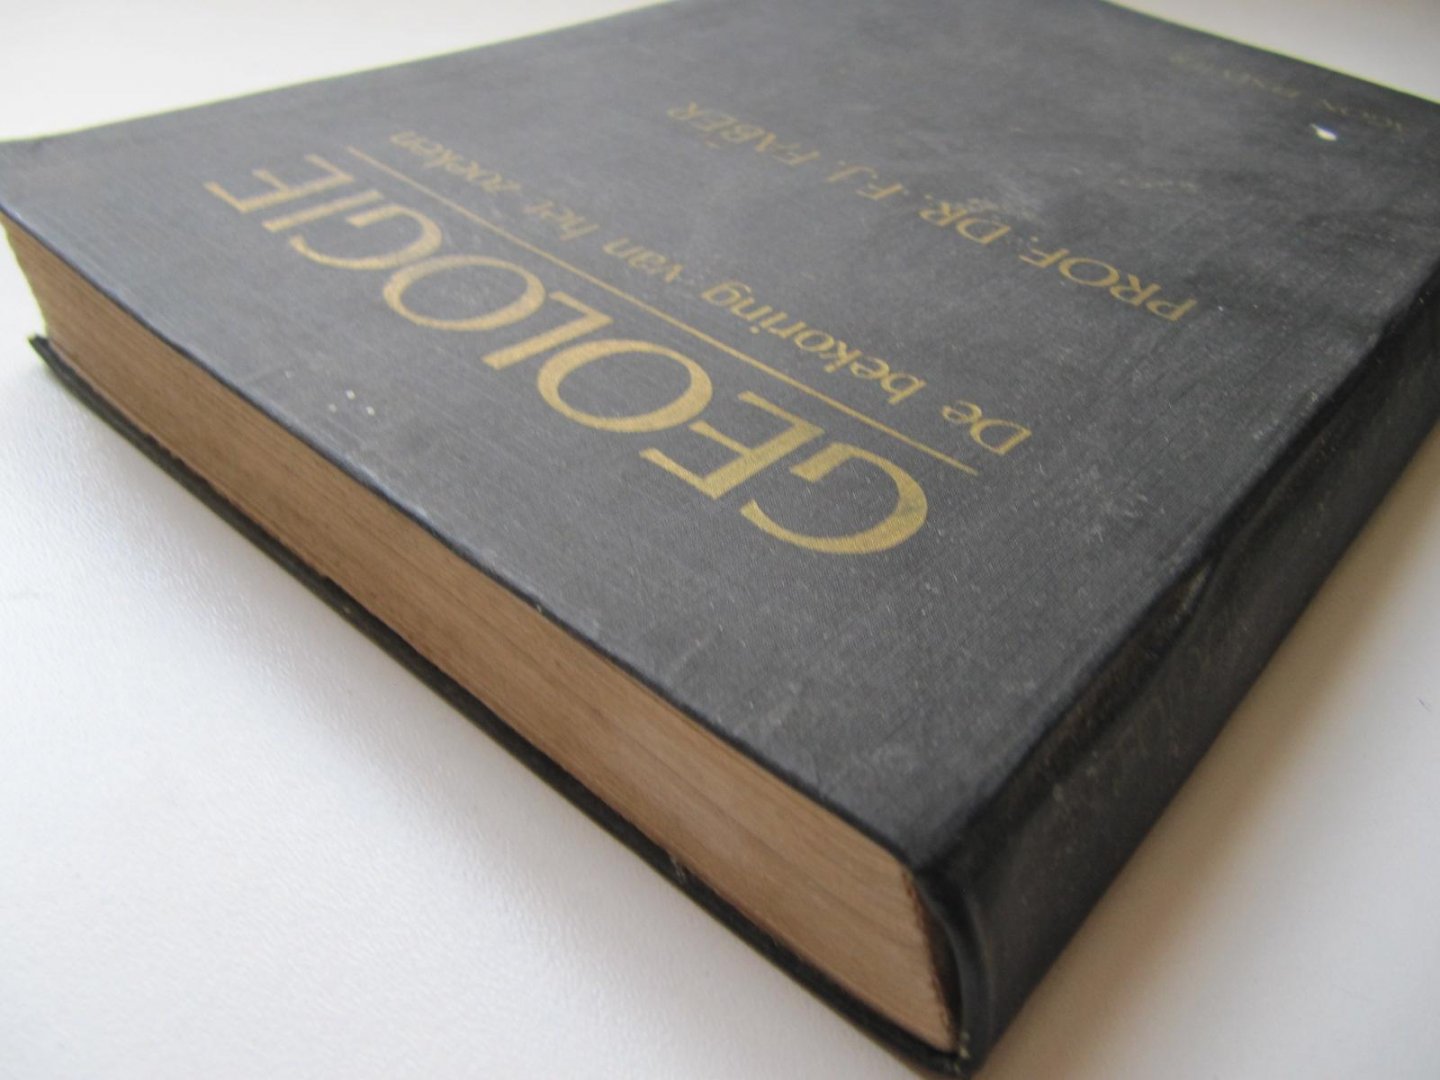 GEOLOGIE
De bekoring van het zoeken
PROF. DR. F.J. FABER